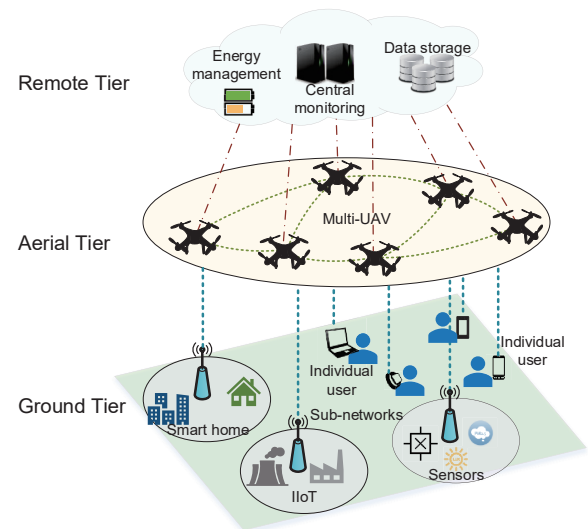 Remote Tier
Energy
management
Central
monitoring
Data storage
Aerial Tier
Multi-UAV
Ground Tier
Individual
user
Individual
user
Smart home
Sub-networks
IIoT
Sensors